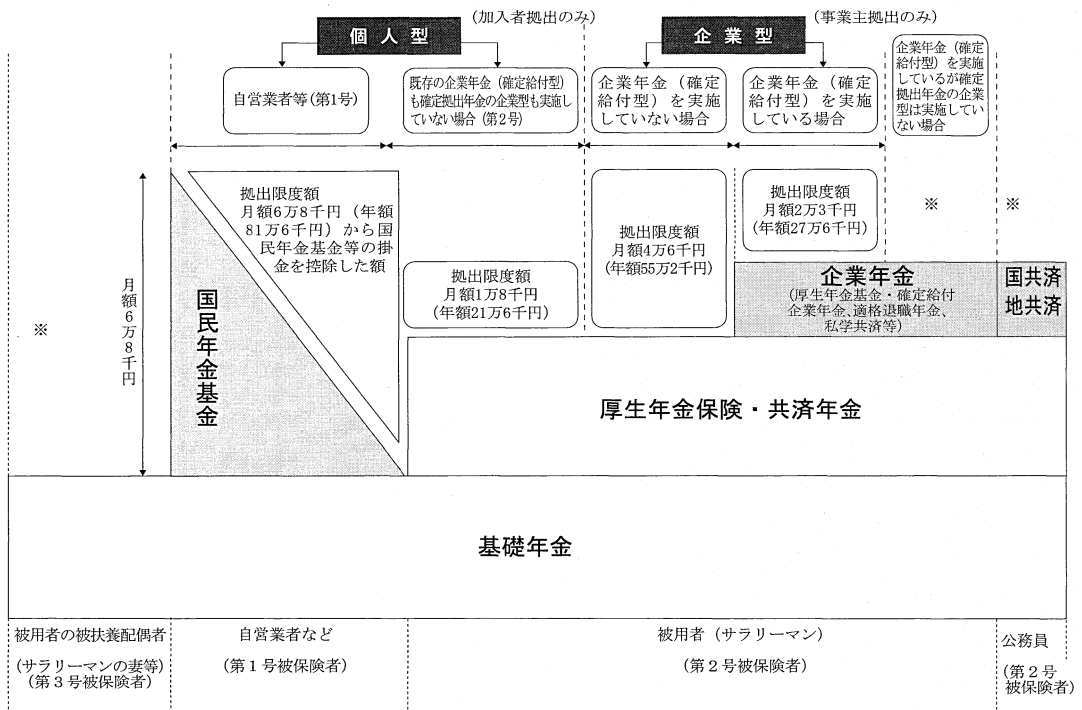 (加入者拠出のみ)
個人型
(事業主拠出のみ)
企業型
自営業者等(第1号)
既存の企業年金(確定給付型)
も確定拠出年金の企業型も実施し
ていない場合(第2号)
企業年金(確定
給付型)を実施
していない場合
企業年金(確定
給付型)を実施
している場合
企業年金(確定
給付型)を実施
しているが確定
拠出年金の企業
型は実施してい
ない場合
拠出限度額
月額6万8千円(年額
81万6千円)から国
民年金基金等の掛
金を控除した額
拠出限度額
月額1万8千円
(年額21万6千円)
拠出限度額
月額4万6千円
(年額55万2千円)
拠出限度額
月額2万3千円
(年額27万6千円)
※
※
※
月額6万8千円
国民年金基金
企業年金
(厚生年金基金・確定給付
企業年金、適格退職年金、
私学共済等)
国共済
地共済
厚生年金保険・共済年金
基礎年金
被用者の被扶養配偶者
(サラリーマンの妻等)
(第3号被保険者)
自営業者など
(第1号被保険者)
被用者(サラリーマン)
(第2号被保険者)
公務員
(第2号
被保険者)